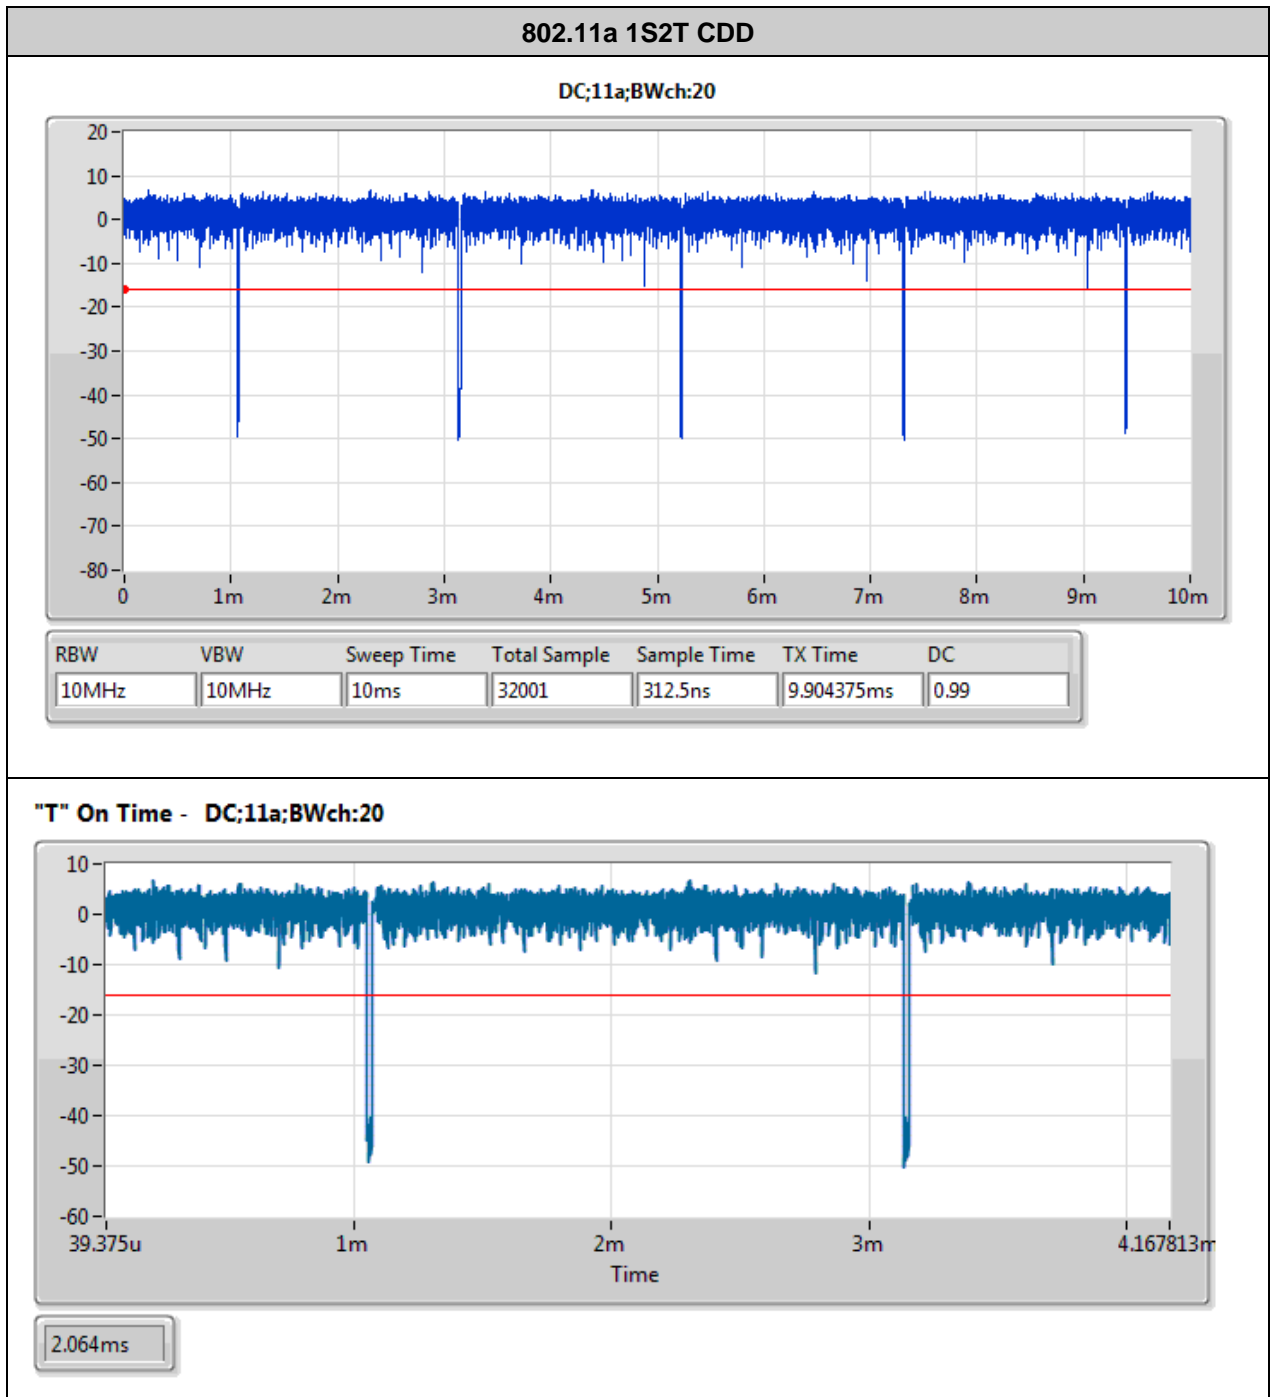 802.11a 1S2T CDD
DC;11a;BWch:20
20
10
0
-10
-20
-30
-40
-50
-60
-70
-80
0 1m 2m 3m 4m 5m 6m 7m 8m 9m 10m
RBW VBW Sweep Time Total Sample Sample Time TX Time DC
10MHz 10MHz 10ms 32001 312.5ns 9.904375ms 0.99
"T" On Time - DC;11a;BWch:20
10
0
-10
-20
-30
-40
-50
-60
39.375u 1m 2m 3m 4.167813m
Time
2.064ms